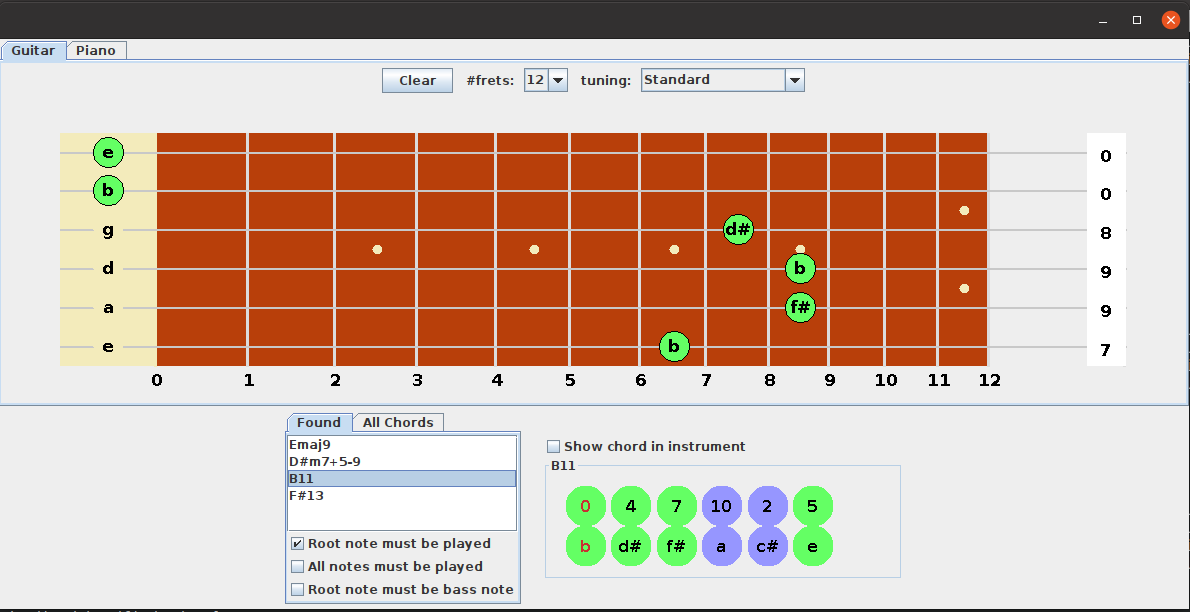 Guitar Piano
Clear #frets: 12 tuning: Standard
e 0
b 0
g d# 8
d b 9
a f# 9
e b 7
0 1 2 3 4 5 6 7 8 9 10 11 12
Found All Chords
Emaj9
D#m7+5-9
B11
F#13
Root note must be played
All notes must be played
Root note must be bass note
Show chord in instrument
B11
0 4 7 10 2 5
b d# f# a c# e